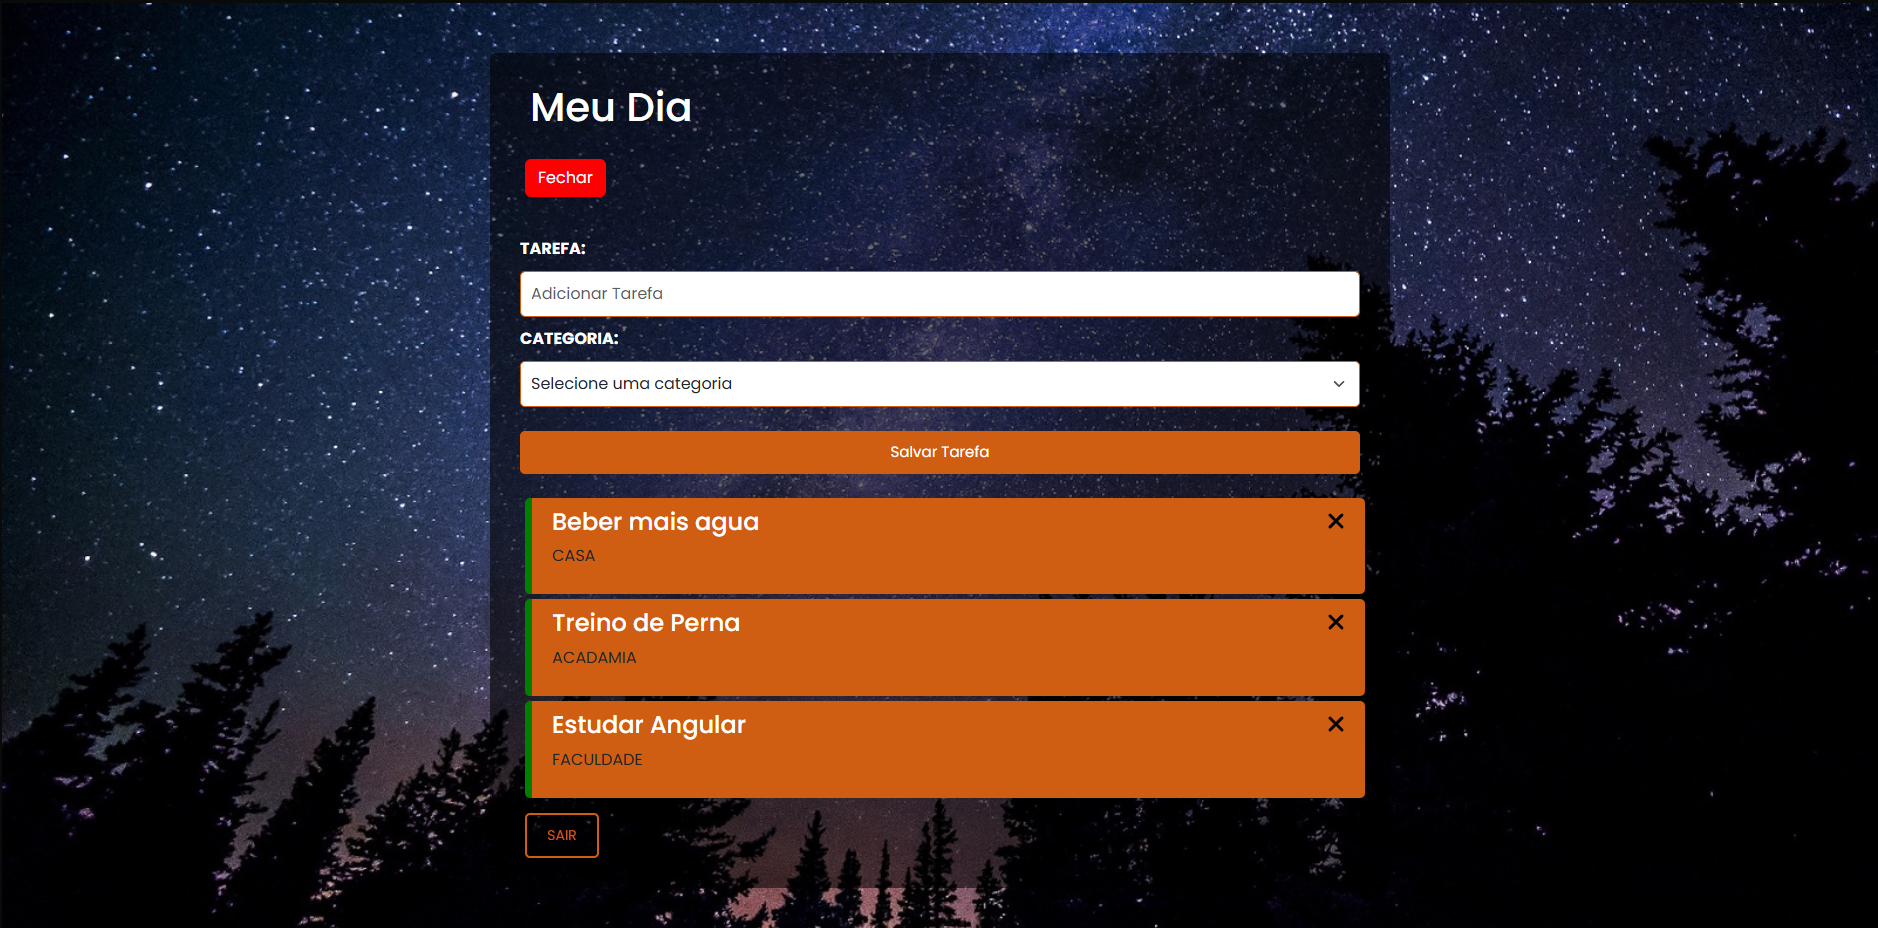 Meu Dia
Fechar
TAREFA:
Adicionar Tarefa
CATEGORIA:
Selecione uma categoria
Salvar Tarefa
Beber mais agua
CASA
Treino de Perna
ACADAMIA
Estudar Angular
FACULDADE
SAIR